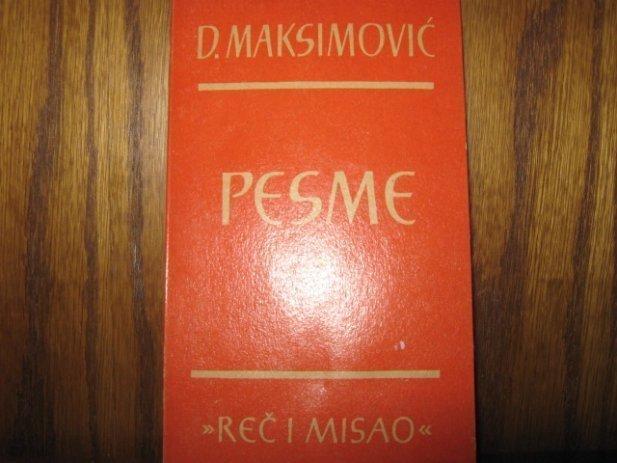 D. MAKSIMOVIĆ
PESME
»REČ I MISAO«